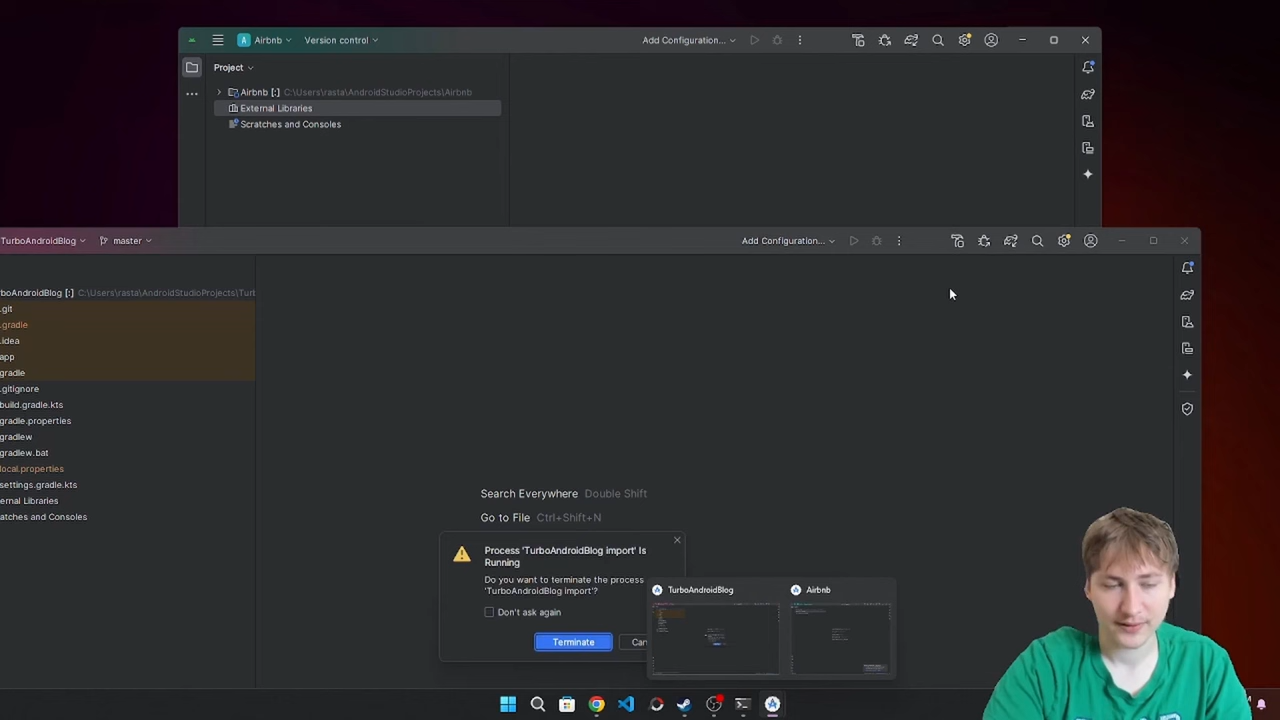 A Airbnb Version control Add Configuration...
Project
Airbnb [:] C:\Users\rasta\AndroidStudioProjects\Airbnb
External Libraries
Scratches and Consoles
TurboAndroidBlog master Add Configuration...
boAndroidBlog [:] C:\Users\rasta\AndroidStudioProjects\Turb
.git
.gradle
.idea
app
gradle
.gitignore
build.gradle.kts
gradle.properties
gradlew
gradlew.bat
local.properties
settings.gradle.kts
ernal Libraries
atches and Consoles
Search Everywhere Double Shift
Go to File Ctrl+Shift+N
Process 'TurboAndroidBlog import' Is
Running
Do you want to terminate the process
'TurboAndroidBlog import'?
Don't ask again
Terminate
Can
TurboAndroidBlog
Airbnb